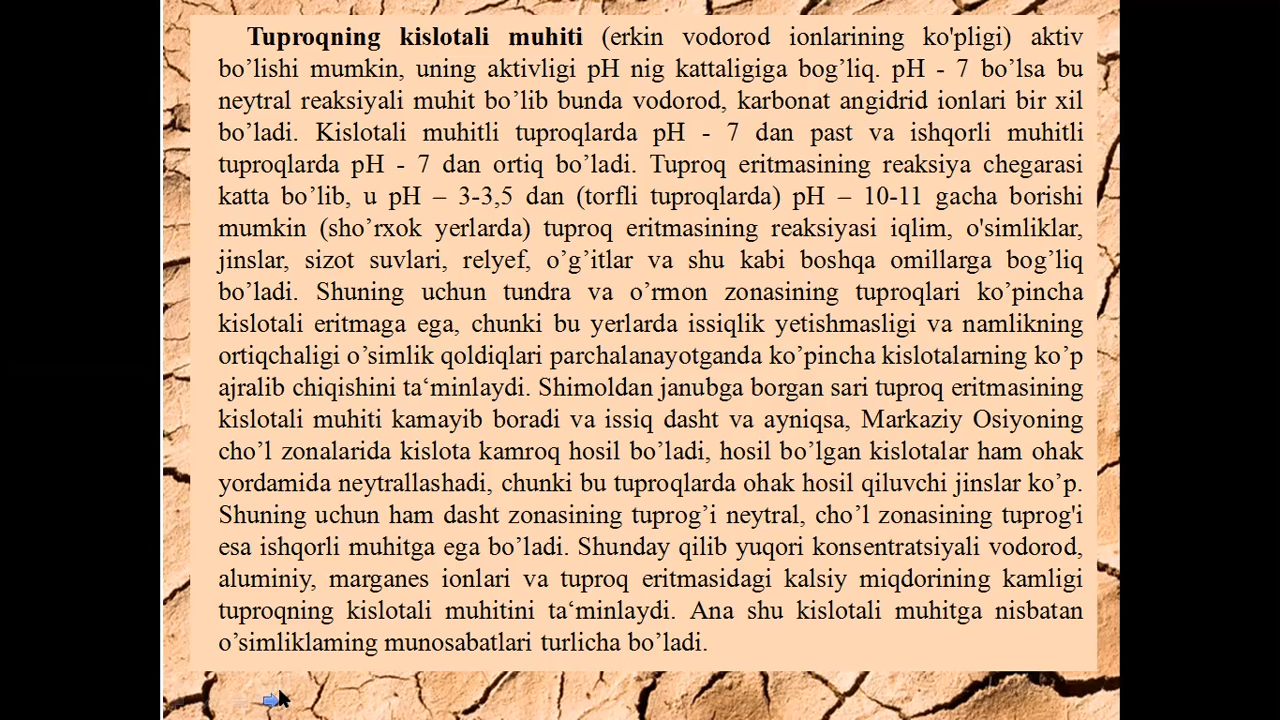 Tuproqning kislotali muhiti (erkin vodorod ionlarining ko'pligi) aktiv
bo’lishi mumkin, uning aktivligi pH nig kattaligiga bog’liq. pH - 7 bo’lsa bu
neytral reaksiyali muhit bo’lib bunda vodorod, karbonat angidrid ionlari bir xil
bo’ladi. Kislotali muhitli tuproqlarda pH - 7 dan past va ishqorli muhitli
tuproqlarda pH - 7 dan ortiq bo’ladi. Tuproq eritmasining reaksiya chegarasi
katta bo’lib, u pH – 3-3,5 dan (torfli tuproqlarda) pH – 10-11 gacha borishi
mumkin (sho’rxok yerlarda) tuproq eritmasining reaksiyasi iqlim, o'simliklar,
jinslar, sizot suvlari, relyef, o’g’itlar va shu kabi boshqa omillarga bog’liq
bo’ladi. Shuning uchun tundra va o’rmon zonasining tuproqlari ko’pincha
kislotali eritmaga ega, chunki bu yerlarda issiqlik yetishmasligi va namlikning
ortiqchaligi o’simlik qoldiqlari parchalanayotganda ko’pincha kislotalarning ko’p
ajralib chiqishini ta‘minlaydi. Shimoldan janubga borgan sari tuproq eritmasining
kislotali muhiti kamayib boradi va issiq dasht va ayniqsa, Markaziy Osiyoning
cho’l zonalarida kislota kamroq hosil bo’ladi, hosil bo’lgan kislotalar ham ohak
yordamida neytrallashadi, chunki bu tuproqlarda ohak hosil qiluvchi jinslar ko’p.
Shuning uchun ham dasht zonasining tuprog’i neytral, cho’l zonasining tuprog'i
esa ishqorli muhitga ega bo’ladi. Shunday qilib yuqori konsentratsiyali vodorod,
aluminiy, marganes ionlari va tuproq eritmasidagi kalsiy miqdorining kamligi
tuproqning kislotali muhitini ta‘minlaydi. Ana shu kislotali muhitga nisbatan
o’simliklaming munosabatlari turlicha bo’ladi.